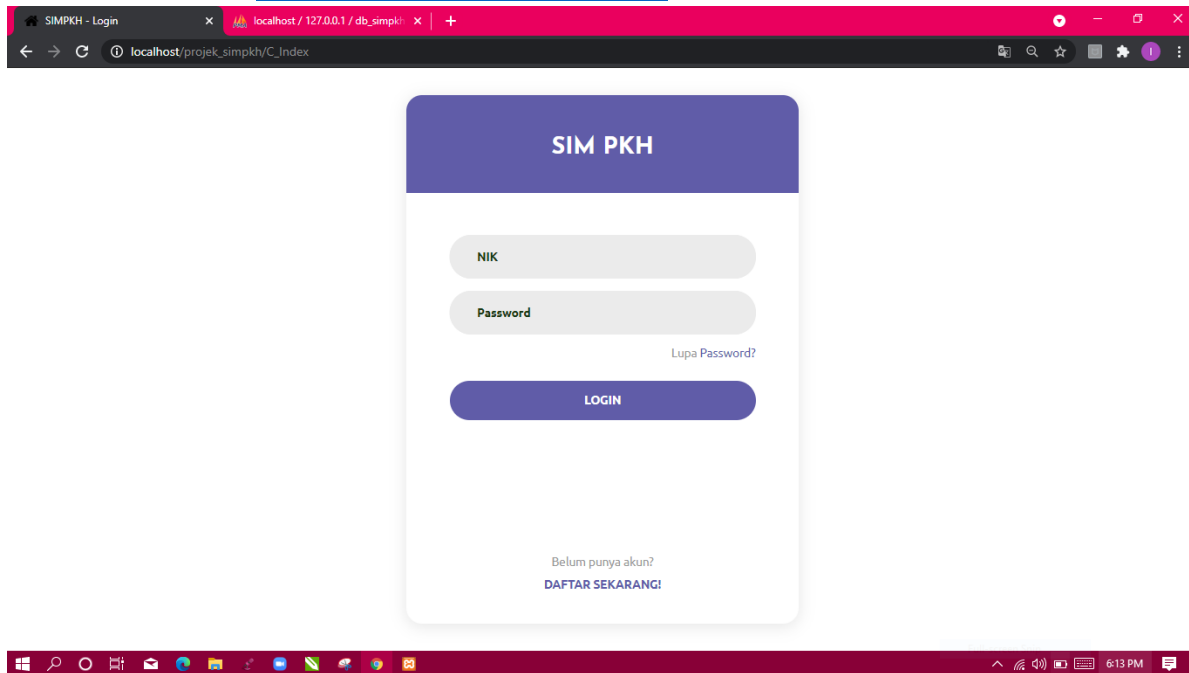 SIMPKH - Login
localhost / 127.0.0.1 / db_simpkh
localhost/projek_simpkh/C_Index
SIM PKH
NIK
Password
Lupa Password?
LOGIN
Belum punya akun?
DAFTAR SEKARANG!
6:13 PM